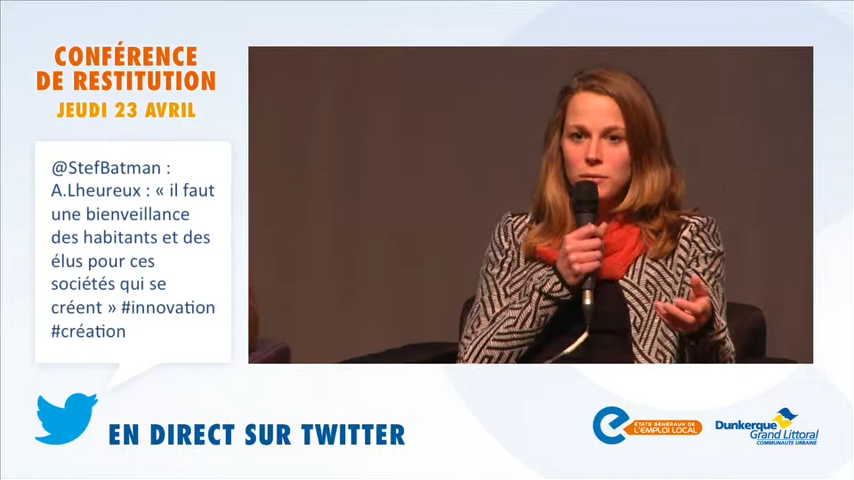 CONFÉRENCE
DE RESTITUTION
JEUDI 23 AVRIL
@StefBatman :
A.Lheureux : « il faut
une bienveillance
des habitants et des
élus pour ces
sociétés qui se
créent » #innovation
#création
EN DIRECT SUR TWITTER
ÉTATS GÉNÉRAUX DE
L'EMPLOI LOCAL
Dunkerque
Grand Littoral
COMMUNAUTÉ URBAINE